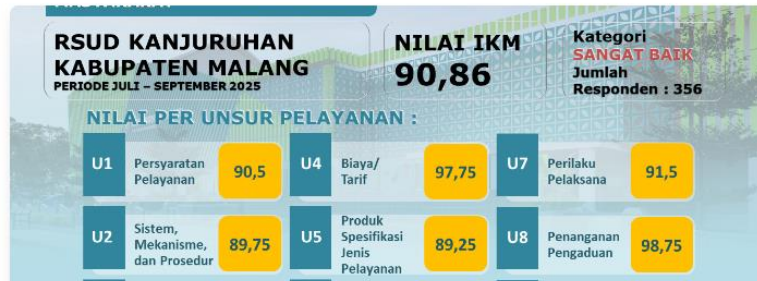 RSUD KANJURUHAN
KABUPATEN MALANG
PERIODE JULI – SEPTEMBER 2025
NILAI IKM
90,86
Kategori
SANGAT BAIK
Jumlah
Responden : 356
NILAI PER UNSUR PELAYANAN :
U1
Persyaratan
Pelayanan
90,5
U4
Biaya/
Tarif
97,75
U7
Perilaku
Pelaksana
91,5
U2
Sistem,
Mekanisme,
dan Prosedur
89,75
U5
Produk
Spesifikasi
Jenis
Pelayanan
89,25
U8
Penanganan
Pengaduan
98,75